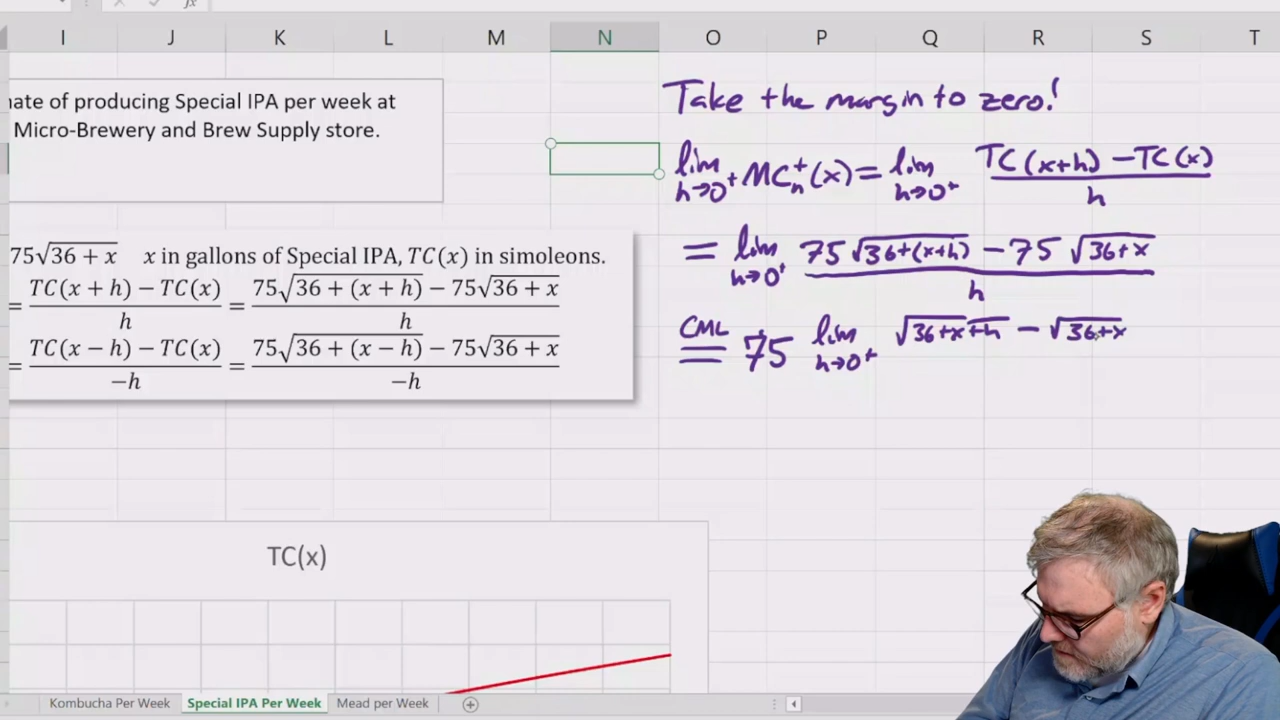 I J K L M N O P Q R S T
ate of producing Special IPA per week at
Micro-Brewery and Brew Supply store.
75√36 + x x in gallons of Special IPA, TC(x) in simoleons.
= TC(x + h) − TC(x) / h = 75√36 + (x + h) − 75√36 + x / h
= TC(x − h) − TC(x) / −h = 75√36 + (x − h) − 75√36 + x / −h
Take the margin to zero!
lim h→0⁺ MC⁺ₕ(x) = lim h→0⁺ TC(x+h) − TC(x) / h
= lim h→0⁺ 75√36+(x+h) − 75√36+x / h
CML = 75 lim h→0⁺ √36+x+h − √36+x
TC(x)
Kombucha Per Week Special IPA Per Week Mead per Week